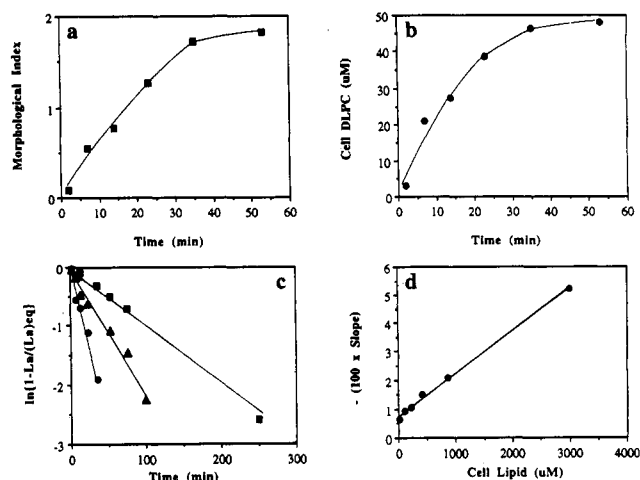 a
2
1
0
Morphological Index
0 10 20 30 40 50 60
Time (min)
b
50
40
30
20
10
0
Cell DLPC (uM)
0 10 20 30 40 50 60
Time (min)
c
0
-1
-2
-3
ln{1-La/(La)eq}
0 100 200 300
Time (min)
d
6
5
4
3
2
1
0
- (100 x Slope)
0 1000 2000 3000 4000
Cell Lipid (uM)